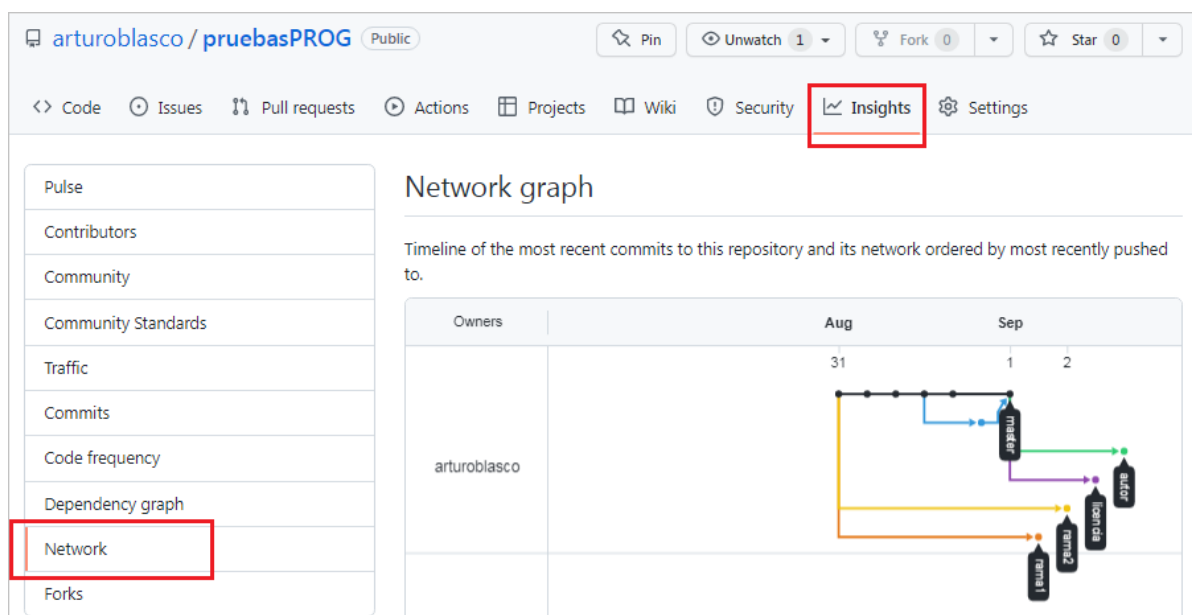 arturoblasco / pruebasPROG Public
Pin
Unwatch 1
Fork 0
Star 0
Code
Issues
Pull requests
Actions
Projects
Wiki
Security
Insights
Settings
Pulse
Contributors
Community
Community Standards
Traffic
Commits
Code frequency
Dependency graph
Network
Forks
Network graph
Timeline of the most recent commits to this repository and its network ordered by most recently pushed
to.
Owners
Aug
Sep
31
1
2
arturoblasco
master
autor
licencia
rama2
rama1